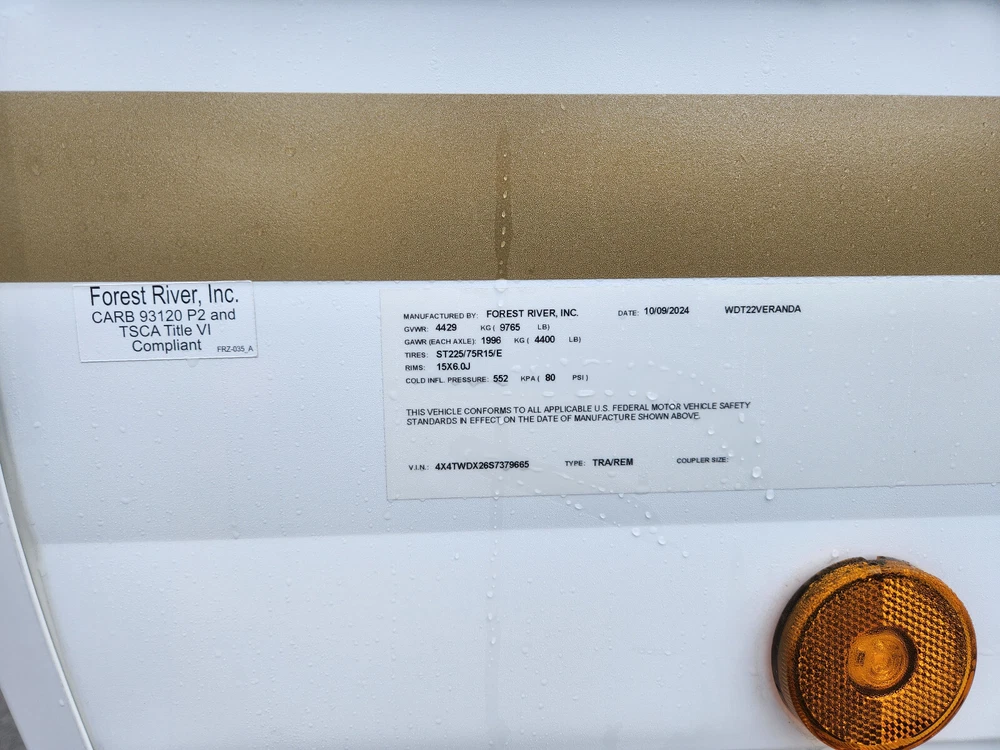 Forest River, Inc.
CARB 93120 P2 and
TSCA Title VI
Compliant FRZ-035_A
MANUFACTURED BY: FOREST RIVER, INC. DATE: 10/09/2024 WDT22VERANDA
GVWR: 4429 KG ( 9765 LB)
GAWR (EACH AXLE): 1996 KG ( 4400 LB)
TIRES: ST225/75R15/E
RIMS: 15X6.0J
COLD INFL. PRESSURE: 552 KPA ( 80 PSI )
THIS VEHICLE CONFORMS TO ALL APPLICABLE U.S. FEDERAL MOTOR VEHICLE SAFETY
STANDARDS IN EFFECT ON THE DATE OF MANUFACTURE SHOWN ABOVE.
V.I.N.: 4X4TWDX26S7379665 TYPE: TRA/REM COUPLER SIZE: